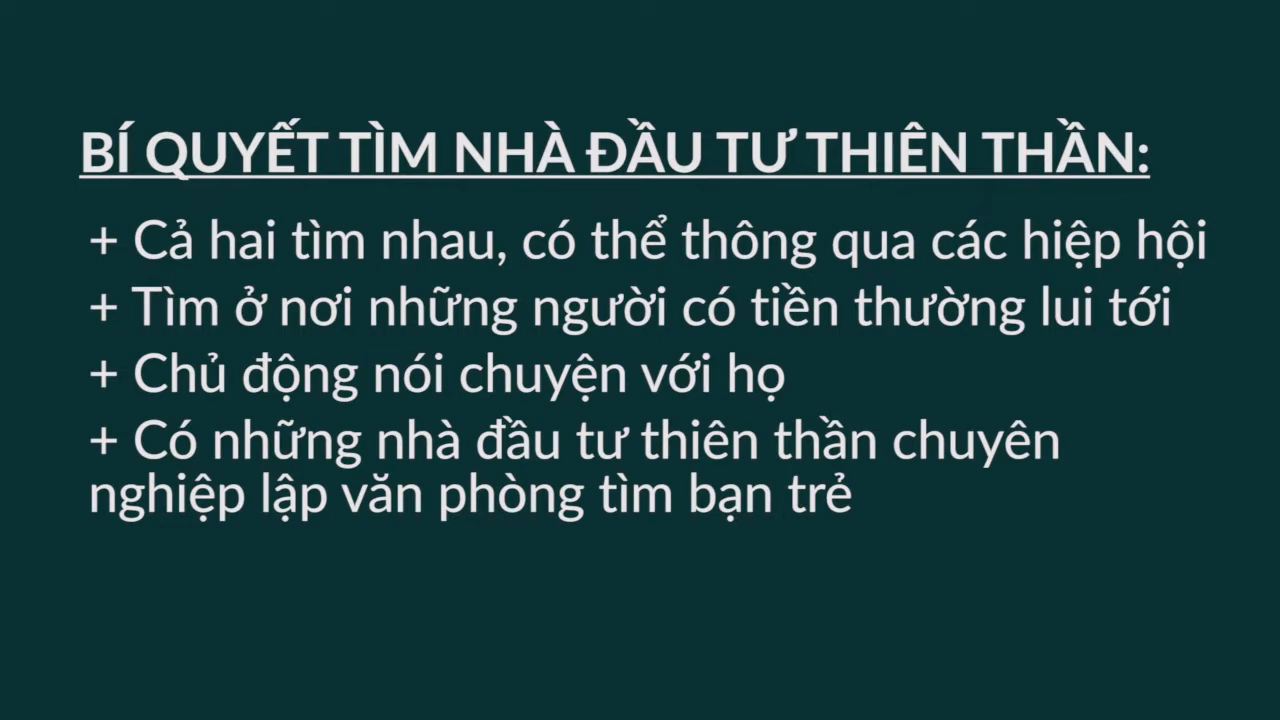 BÍ QUYẾT TÌM NHÀ ĐẦU TƯ THIÊN THẦN:
+ Cả hai tìm nhau, có thể thông qua các hiệp hội
+ Tìm ở nơi những người có tiền thường lui tới
+ Chủ động nói chuyện với họ
+ Có những nhà đầu tư thiên thần chuyên
nghiệp lập văn phòng tìm bạn trẻ